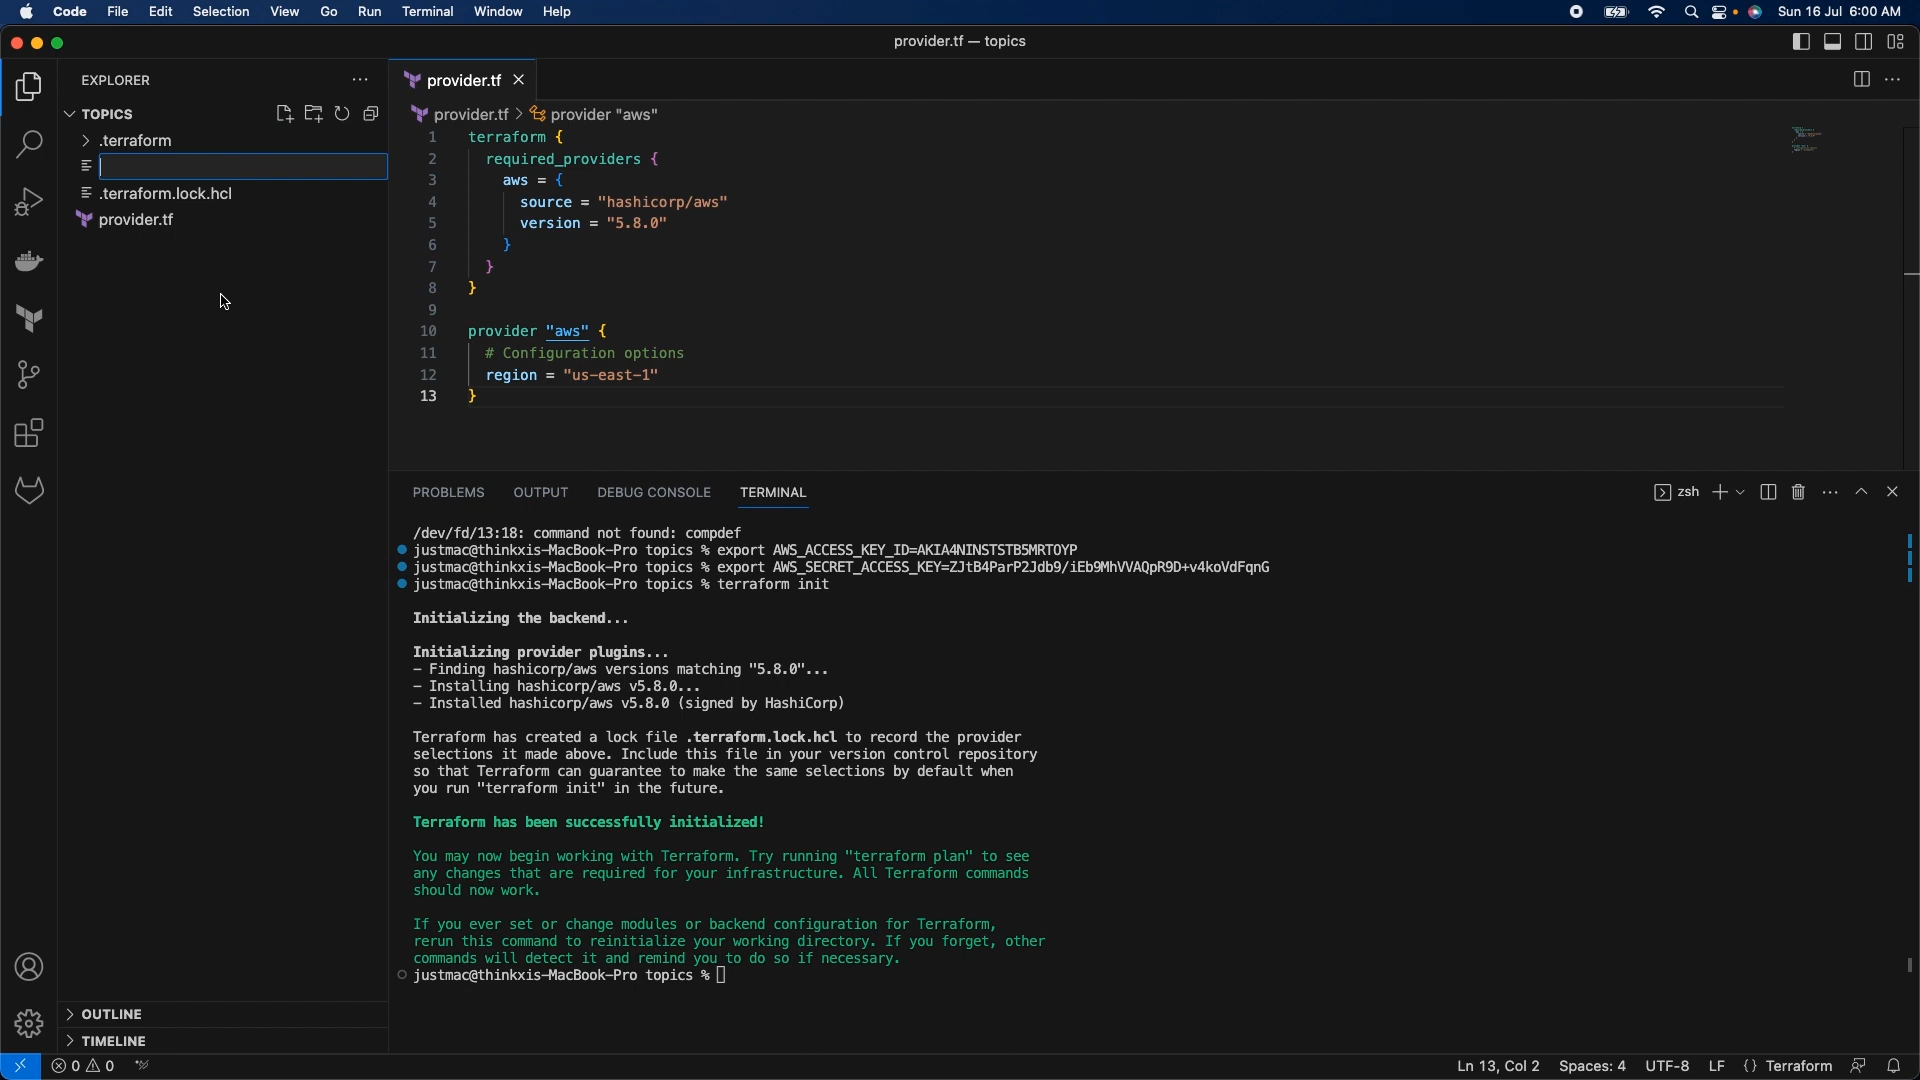 Code File Edit Selection View Go Run Terminal Window Help Sun 16 Jul 6:00 AM
provider.tf — topics
EXPLORER
TOPICS
.terraform
.terraform.lock.hcl
provider.tf
OUTLINE
TIMELINE
provider.tf
provider.tf > provider "aws"
1 terraform {
2 required_providers {
3 aws = {
4 source = "hashicorp/aws"
5 version = "5.8.0"
6 }
7 }
8 }
9
10 provider "aws" {
11 # Configuration options
12 region = "us-east-1"
13 }
PROBLEMS OUTPUT DEBUG CONSOLE TERMINAL zsh
/dev/fd/13:18: command not found: compdef
justmac@thinkxis-MacBook-Pro topics % export AWS_ACCESS_KEY_ID=AKIA4NINSTSTB5MRTOYP
justmac@thinkxis-MacBook-Pro topics % export AWS_SECRET_ACCESS_KEY=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
justmac@thinkxis-MacBook-Pro topics % terraform init
Initializing the backend...
Initializing provider plugins...
- Finding hashicorp/aws versions matching "5.8.0"...
- Installing hashicorp/aws v5.8.0...
- Installed hashicorp/aws v5.8.0 (signed by HashiCorp)
Terraform has created a lock file .terraform.lock.hcl to record the provider
selections it made above. Include this file in your version control repository
so that Terraform can guarantee to make the same selections by default when
you run "terraform init" in the future.
Terraform has been successfully initialized!
You may now begin working with Terraform. Try running "terraform plan" to see
any changes that are required for your infrastructure. All Terraform commands
should now work.
If you ever set or change modules or backend configuration for Terraform,
rerun this command to reinitialize your working directory. If you forget, other
commands will detect it and remind you to do so if necessary.
justmac@thinkxis-MacBook-Pro topics %
0 0 Ln 13, Col 2 Spaces: 4 UTF-8 LF {} Terraform